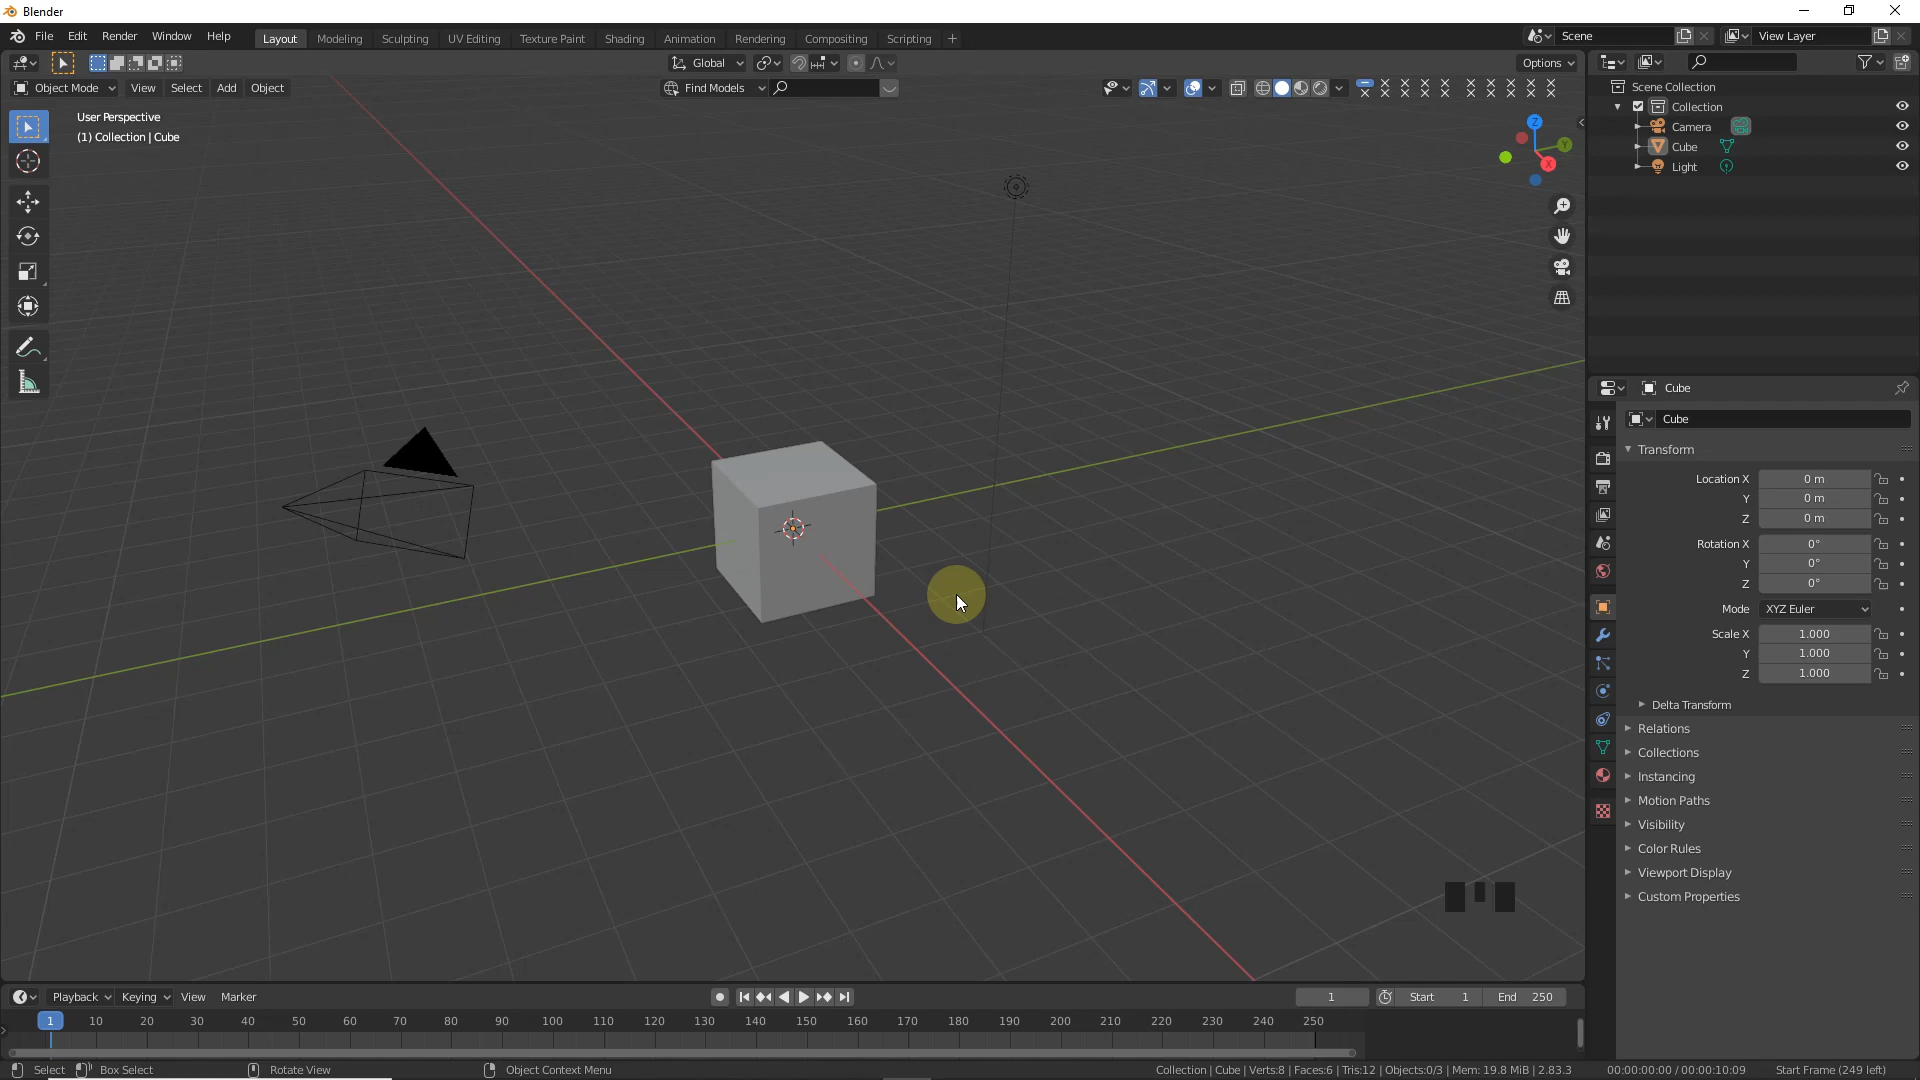 Blender
File Edit Render Window Help Layout Modeling Sculpting UV Editing Texture Paint Shading Animation Rendering Compositing Scripting + Scene View Layer
Global Options
Object Mode View Select Add Object Find Models
User Perspective
(1) Collection | Cube
Z
Y
X
Scene Collection
Collection
Camera
Cube
Light
Cube
Cube
Transform
Location X 0 m
Y 0 m
Z 0 m
Rotation X 0°
Y 0°
Z 0°
Mode XYZ Euler
Scale X 1.000
Y 1.000
Z 1.000
Delta Transform
Relations
Collections
Instancing
Motion Paths
Visibility
Color Rules
Viewport Display
Custom Properties
Playback Keying View Marker 1 Start 1 End 250
1 10 20 30 40 50 60 70 80 90 100 110 120 130 140 150 160 170 180 190 200 210 220 230 240 250
Select Box Select Rotate View Object Context Menu Collection | Cube | Verts:8 | Faces:6 | Tris:12 | Objects:0/3 | Mem: 19.8 MiB | 2.83.3 00:00:00:00 / 00:00:10:09 Start Frame (249 left)